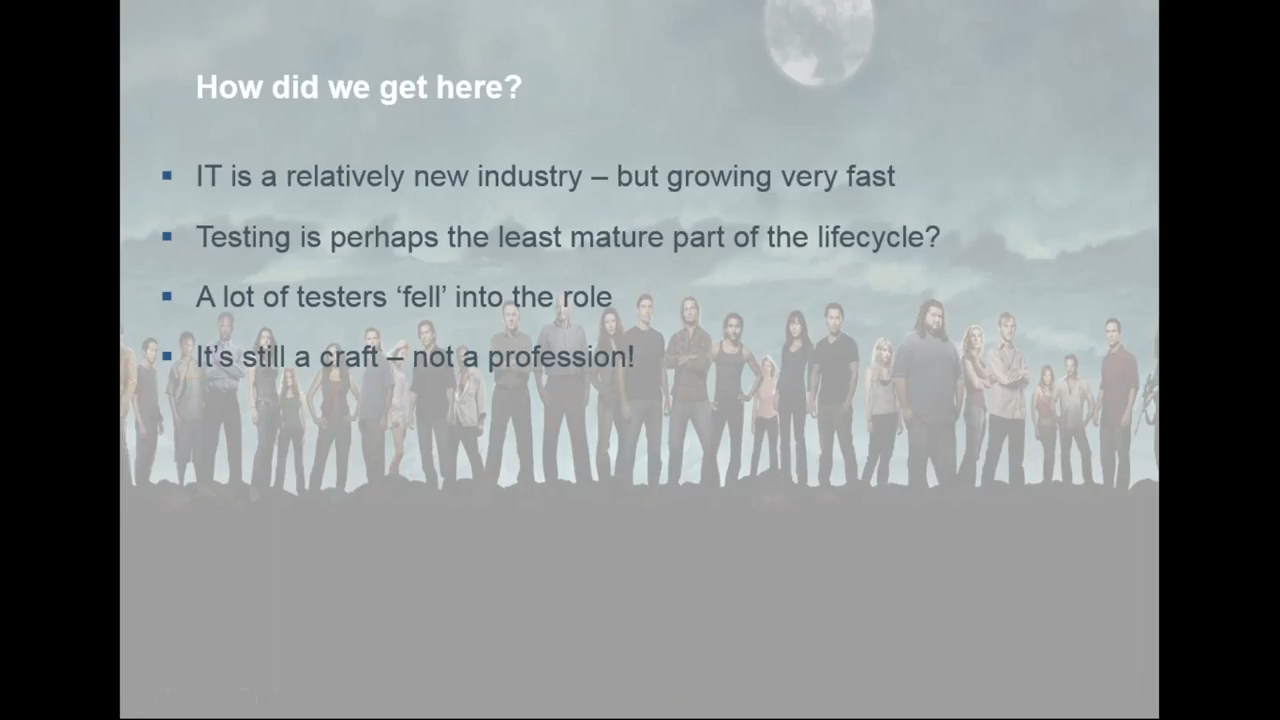 How did we get here?
▪ IT is a relatively new industry – but growing very fast
▪ Testing is perhaps the least mature part of the lifecycle?
▪ A lot of testers ‘fell’ into the role
▪ It’s still a craft – not a profession!